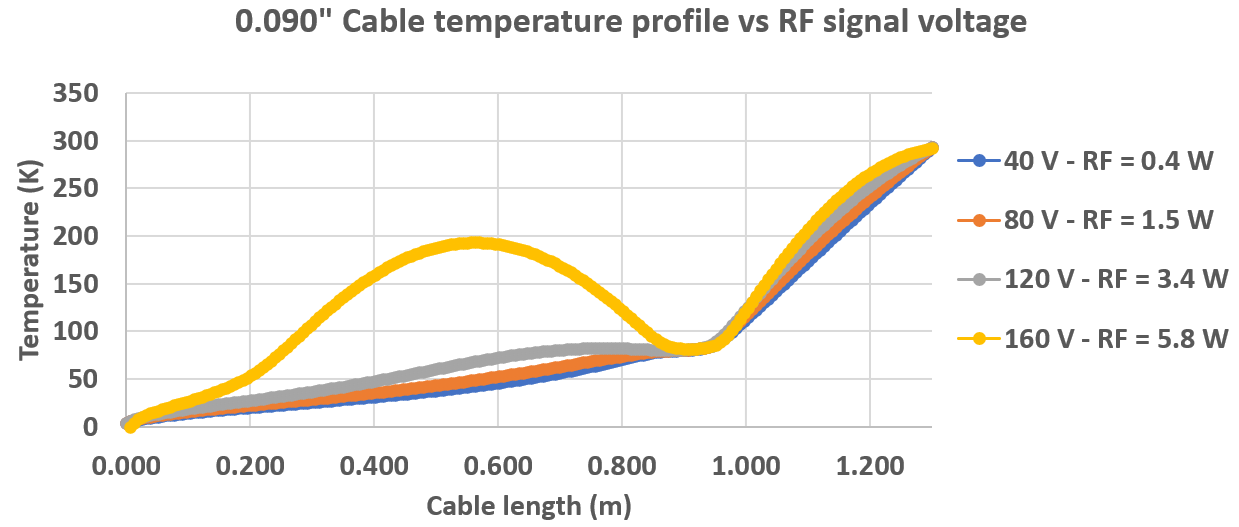 0.090" Cable temperature profile vs RF signal voltage
350
300
250
200
150
100
50
0
Temperature (K)
0.000 0.200 0.400 0.600 0.800 1.000 1.200
Cable length (m)
40 V - RF = 0.4 W
80 V - RF = 1.5 W
120 V - RF = 3.4 W
160 V - RF = 5.8 W